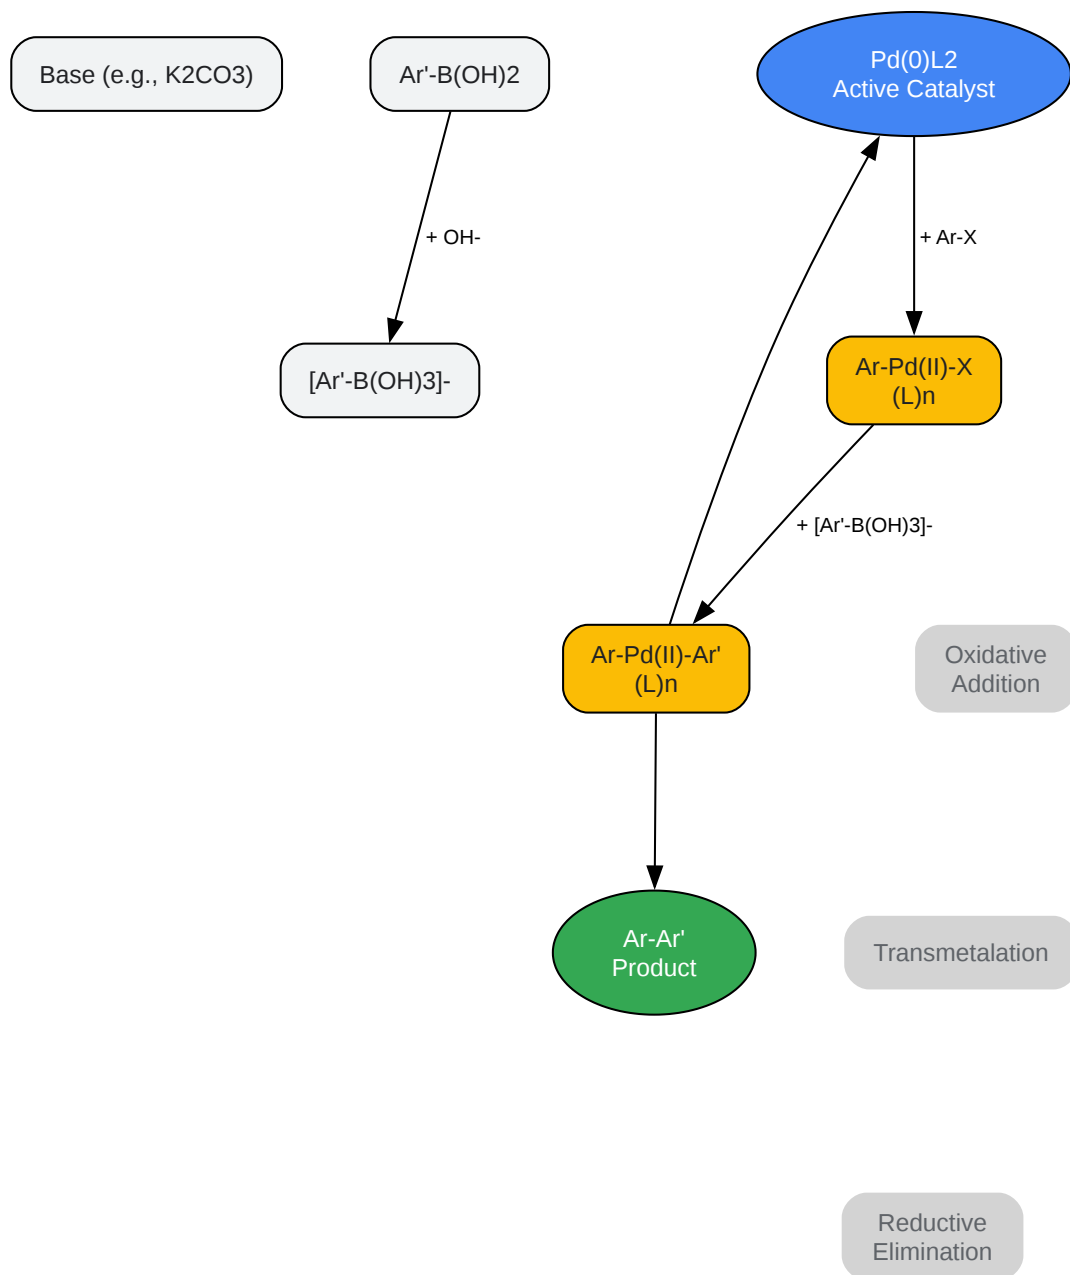 Base (e.g., K2CO3)
Ar'-B(OH)2
Pd(0)L2
Active Catalyst
+ OH-
+ Ar-X
[Ar'-B(OH)3]-
Ar-Pd(II)-X
(L)n
+ [Ar'-B(OH)3]-
Ar-Pd(II)-Ar'
(L)n
Oxidative
Addition
Ar-Ar'
Product
Transmetalation
Reductive
Elimination